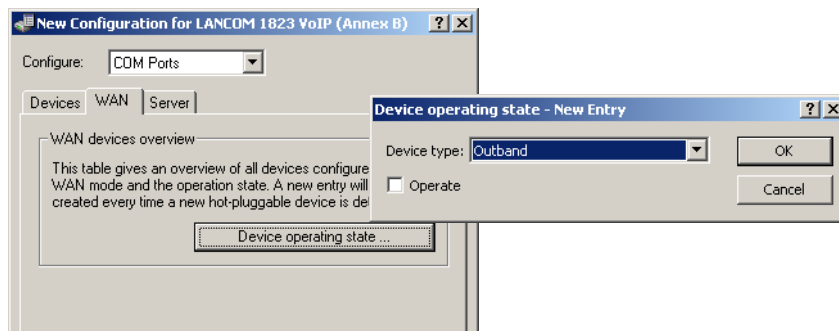 New Configuration for LANCOM 1823 VoIP (Annex B)
Configure: COM Ports
Devices WAN Server
WAN devices overview
This table gives an overview of all devices configure
WAN mode and the operation state. A new entry will
created every time a new hot-pluggable device is
Device operating state ...
Device operating state - New Entry
Device type: Outband
Operate
OK
Cancel